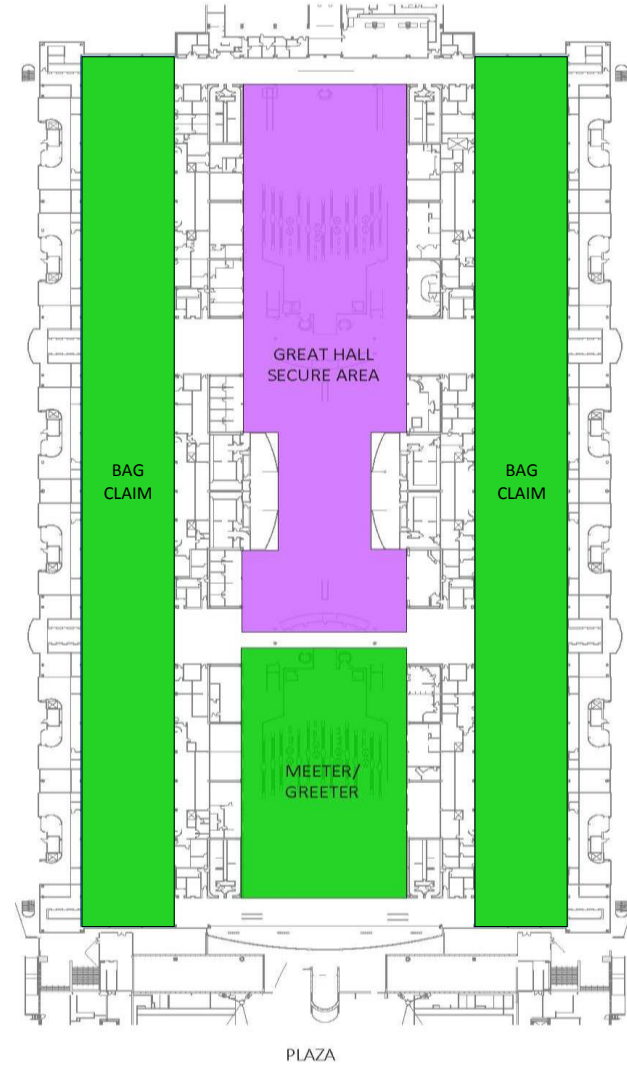 GREAT HALL
SECURE AREA
BAG
CLAIM
BAG
CLAIM
MEETER/
GREETER
PLAZA